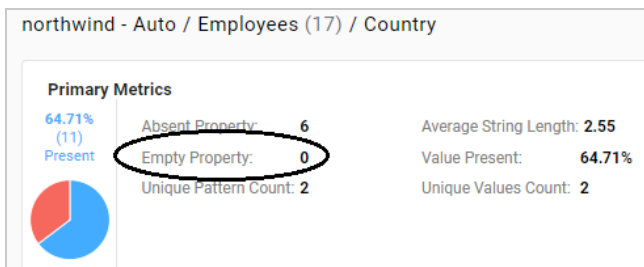 northwind - Auto / Employees (17) / Country
Primary Metrics
64.71%
(11)
Present
Absent Property: 6
Empty Property: 0
Unique Pattern Count: 2
Average String Length: 2.55
Value Present: 64.71%
Unique Values Count: 2